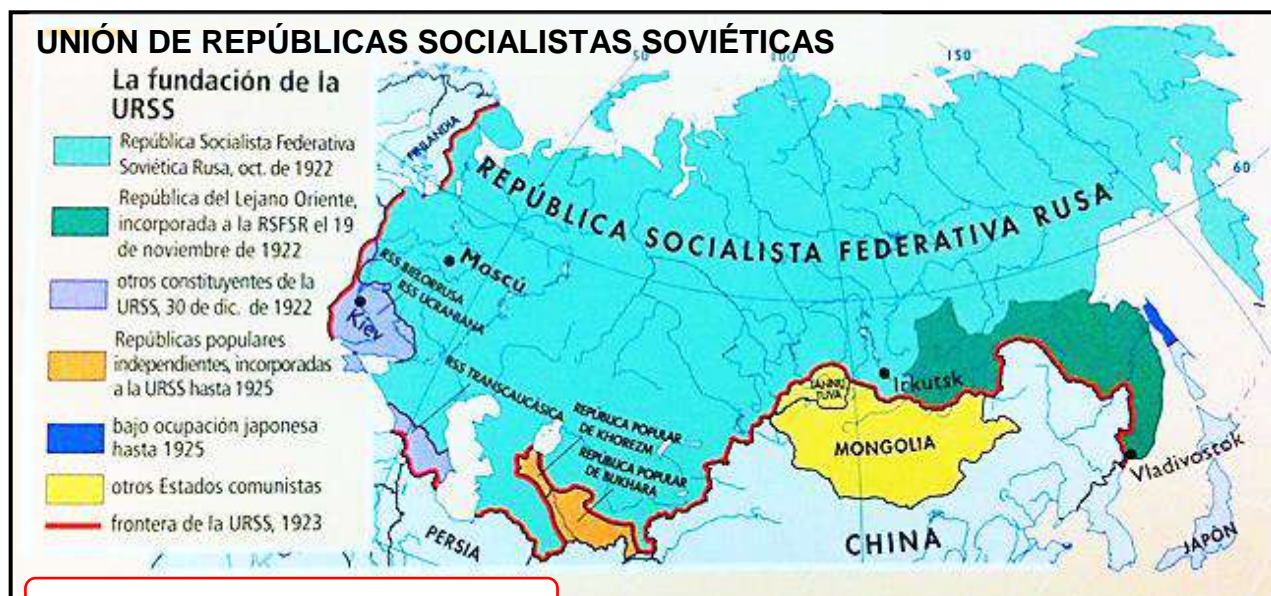 UNIÓN DE REPÚBLICAS SOCIALISTAS SOVIÉTICAS
La fundación de la
URSS
República Socialista Federativa
Soviética Rusa, oct. de 1922
República del Lejano Oriente,
incorporada a la RSFSR el 19
de noviembre de 1922
otros constituyentes de la
URSS, 30 de dic. de 1922
Repúblicas populares
independientes, incorporadas
a la URSS hasta 1925
bajo ocupación japonesa
hasta 1925
otros Estados comunistas
frontera de la URSS, 1923
50
100
150
60
FINLANDIA
REPÚBLICA SOCIALISTA FEDERATIVA RUSA
Moscú
RSS BIELORRUSA
RSS UCRANIANA
Kiev
RSS TRANSCAUCÁSICA
REPÚBLICA POPULAR
DE KHOREZM
REPÚBLICA POPULAR
DE BUKHARA
TANNU
TUVA
Irkutsk
MONGOLIA
Vladivostok
PERSIA
CHINA
JAPÓN